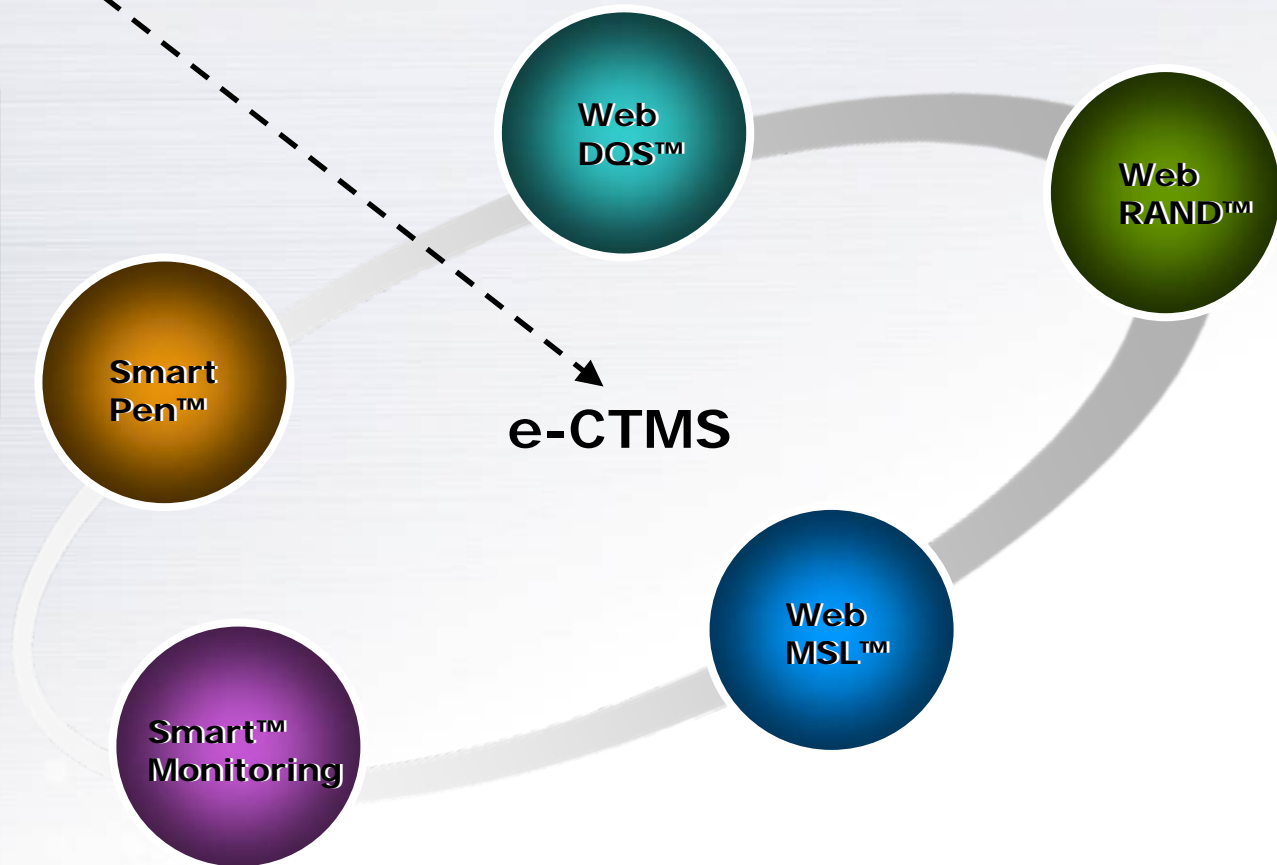 Web
DQS™
Web
RAND™
Smart
Pen™
e-CTMS
Web
MSL™
Smart™
Monitoring